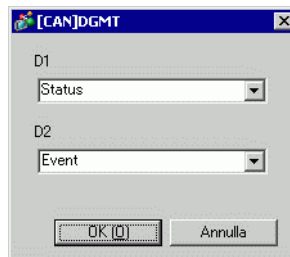 [CAN]DGMT
D1
Status
D2
Event
OK (O)
Annulla